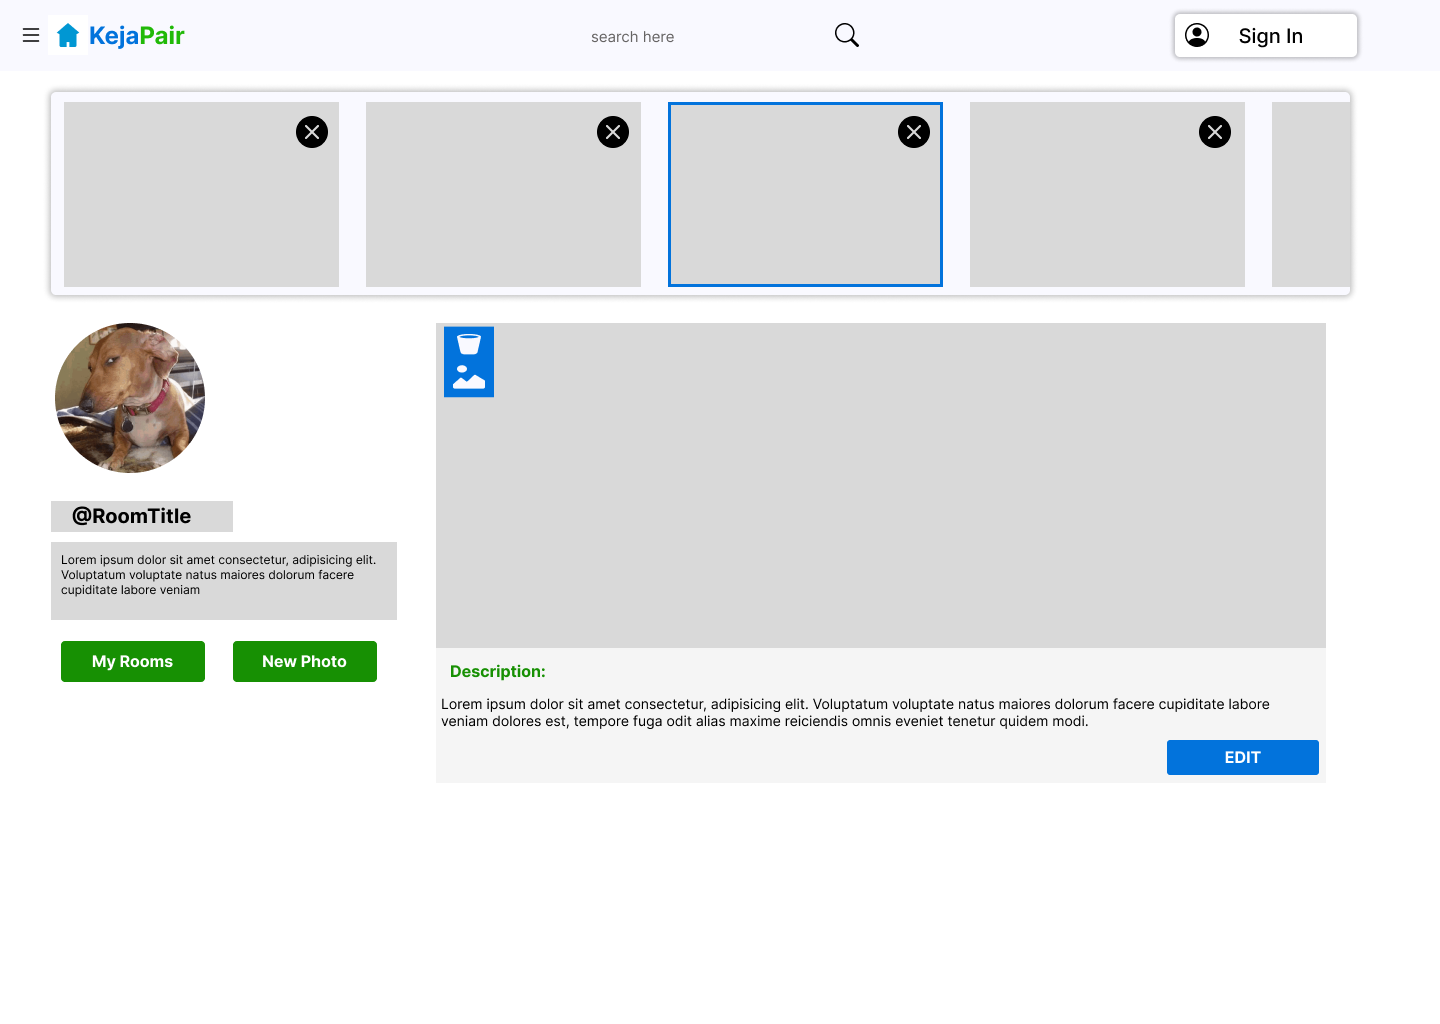 KejaPair
search here
Sign In
@RoomTitle
Lorem ipsum dolor sit amet consectetur, adipisicing elit.
Voluptatum voluptate natus maiores dolorum facere
cupiditate labore veniam
My Rooms
New Photo
Description:
Lorem ipsum dolor sit amet consectetur, adipisicing elit. Voluptatum voluptate natus maiores dolorum facere cupiditate labore
veniam dolores est, tempore fuga odit alias maxime reiciendis omnis eveniet tenetur quidem modi.
EDIT